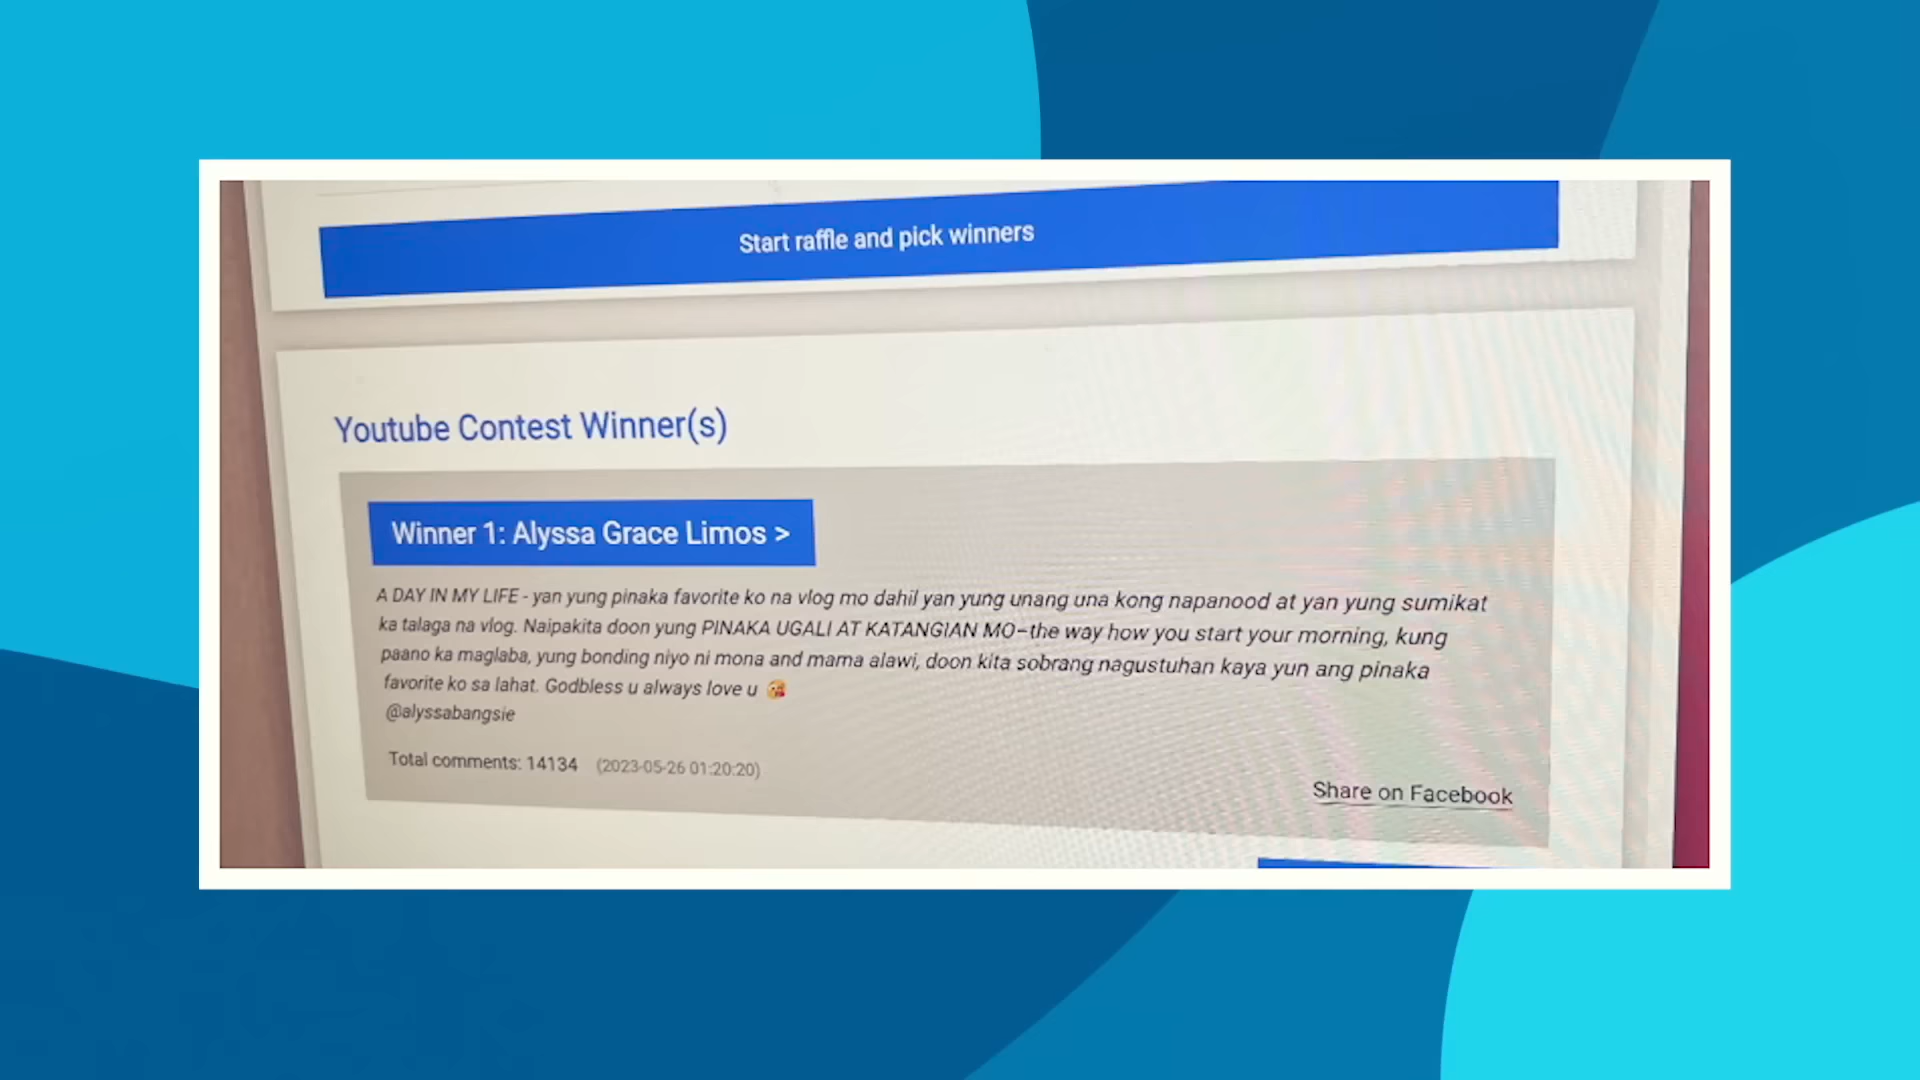 Start raffle and pick winners
Youtube Contest Winner(s)
Winner 1: Alyssa Grace Limos >
A DAY IN MY LIFE - yan yung pinaka favorite ko na vlog mo dahil yan yung unang una kong napanood at yan yung sumikat
ka talaga na vlog. Naipakita doon yung PINAKA UGALI AT KATANGIAN MO–the way how you start your morning, kung
paano ka maglaba, yung bonding niyo ni mona and mama alawi, doon kita sobrang nagustuhan kaya yun ang pinaka
favorite ko sa lahat. Godbless u always love u 😘
@alyssabangsie
Total comments: 14134 (2023-05-26 01:20:20)
Share on Facebook